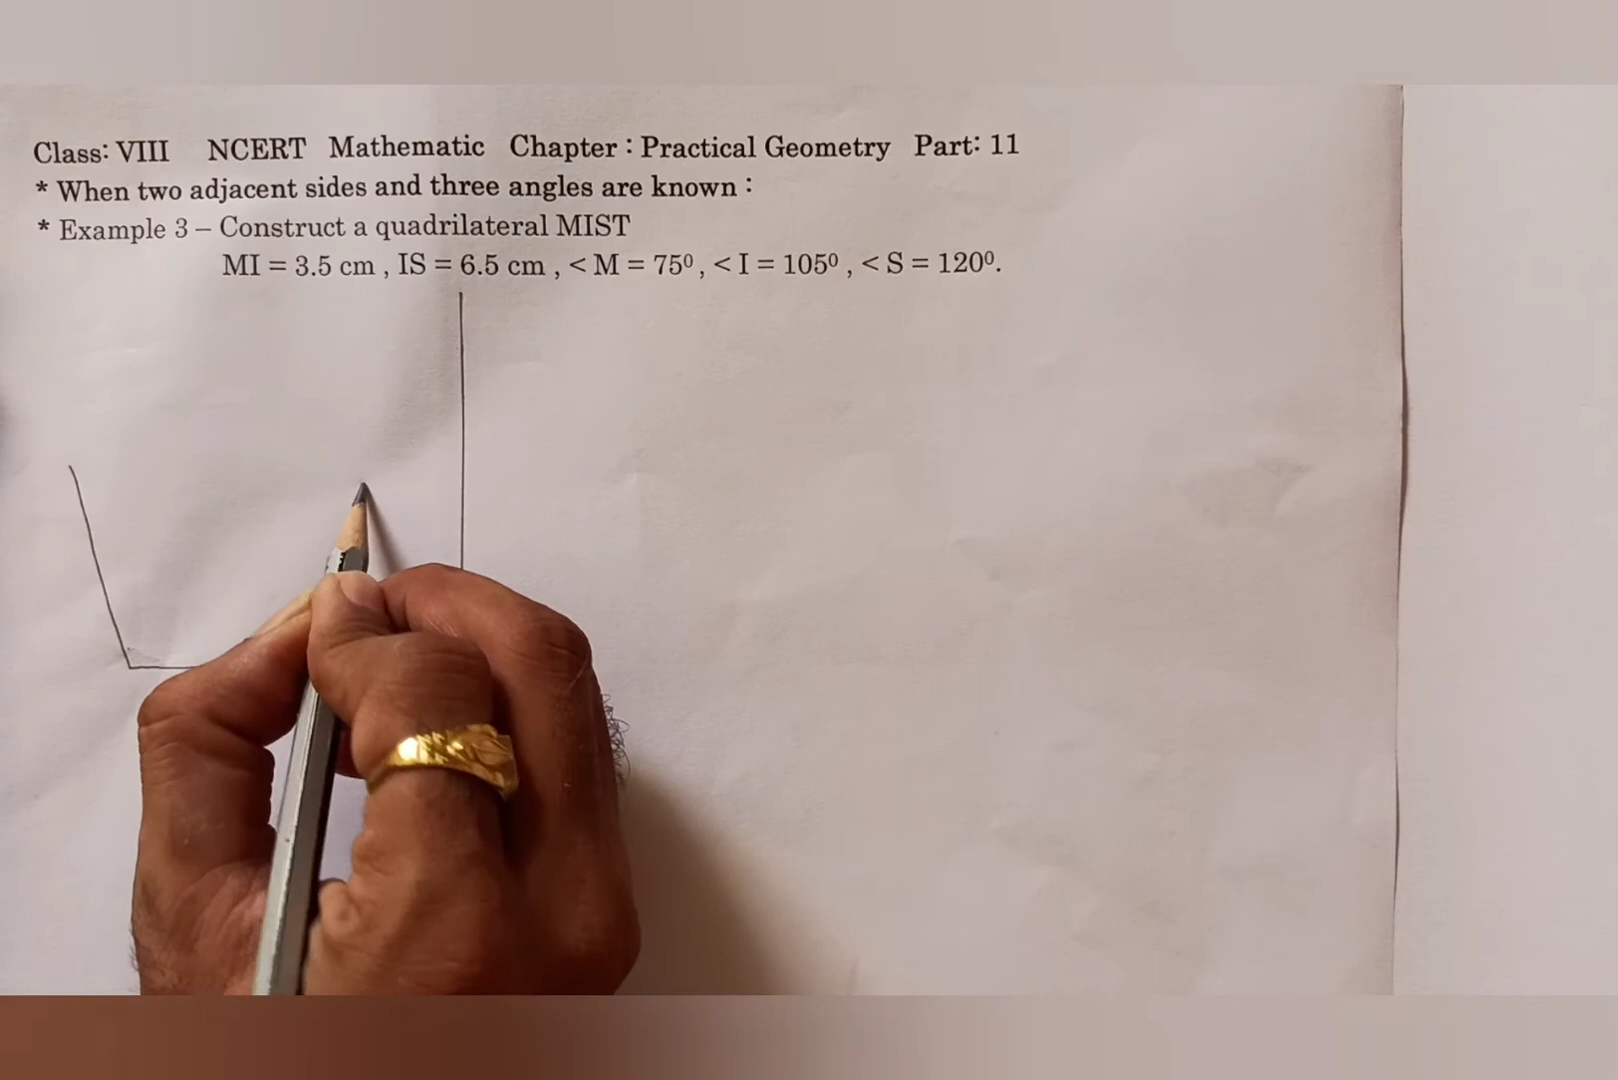 Class: VIII NCERT Mathematic Chapter : Practical Geometry Part: 11
* When two adjacent sides and three angles are known :
* Example 3 – Construct a quadrilateral MIST
MI = 3.5 cm , IS = 6.5 cm , < M = 75⁰ , < I = 105⁰ , < S = 120⁰.